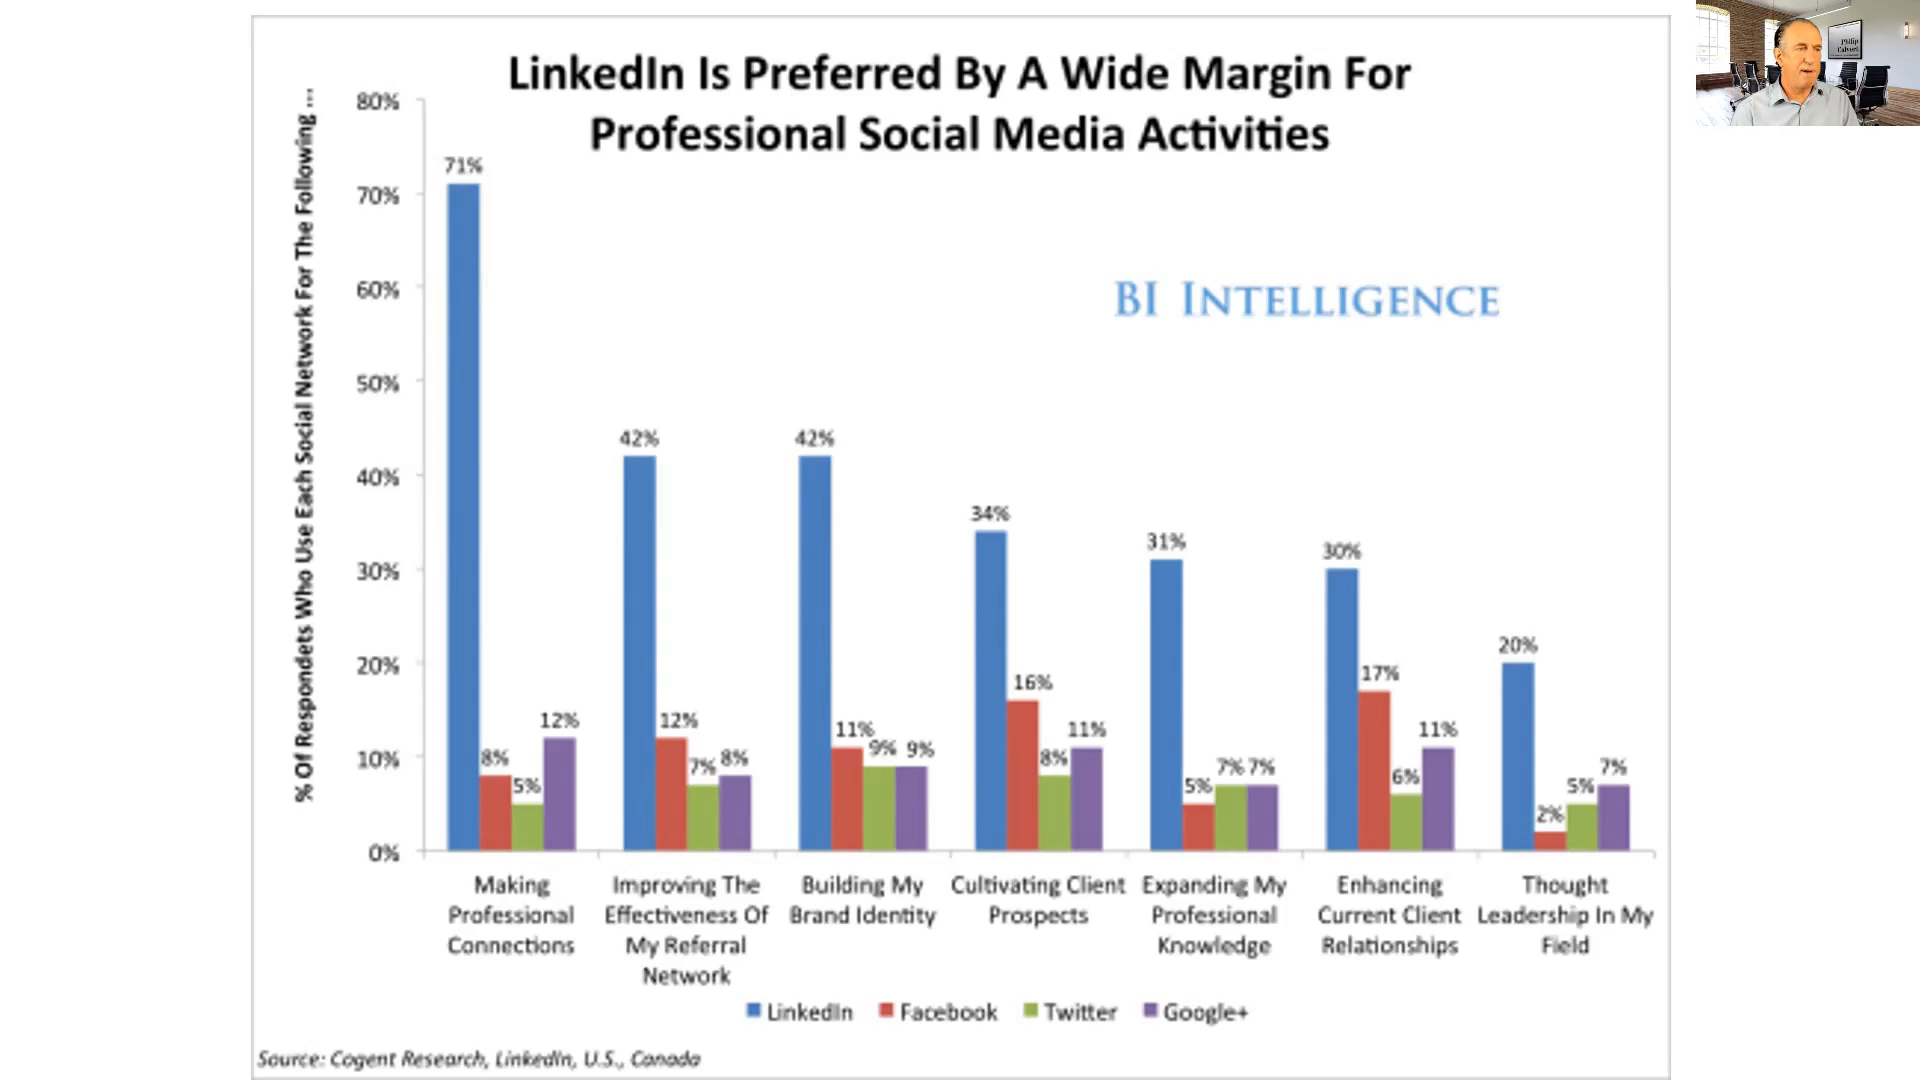 LinkedIn Is Preferred By A Wide Margin For
Professional Social Media Activities
% Of Respondets Who Use Each Social Network For The Following ...
80%
70%
60%
50%
40%
30%
20%
10%
0%
BI INTELLIGENCE
71%
8%
5%
12%
42%
12%
7%
8%
42%
11%
9%
9%
34%
16%
8%
11%
31%
5%
7%
7%
30%
17%
6%
11%
20%
2%
5%
7%
Making
Professional
Connections
Improving The
Effectiveness Of
My Referral
Network
Building My
Brand Identity
Cultivating Client
Prospects
Expanding My
Professional
Knowledge
Enhancing
Current Client
Relationships
Thought
Leadership In My
Field
LinkedIn Facebook Twitter Google+
Source: Cogent Research, LinkedIn, U.S., Canada
Philip
Calvert